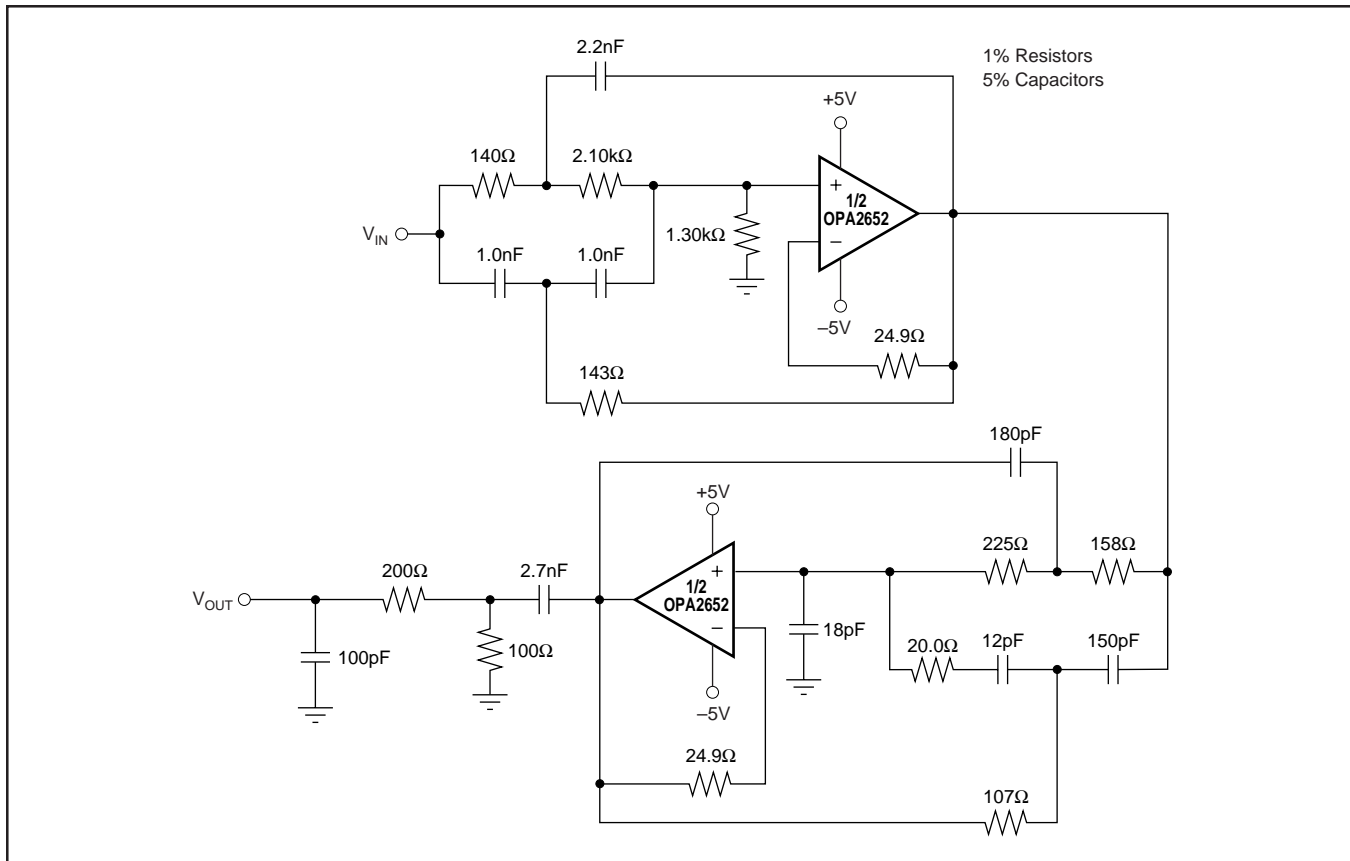 2.2nF
1% Resistors
5% Capacitors
+5V
140Ω
2.10kΩ
+
1/2
OPA2652
−
VIN
1.0nF
1.0nF
1.30kΩ
–5V
24.9Ω
143Ω
180pF
+5V
225Ω
158Ω
200Ω
2.7nF
+
1/2
OPA2652
−
VOUT
18pF
20.0Ω
12pF
150pF
100pF
100Ω
–5V
24.9Ω
107Ω